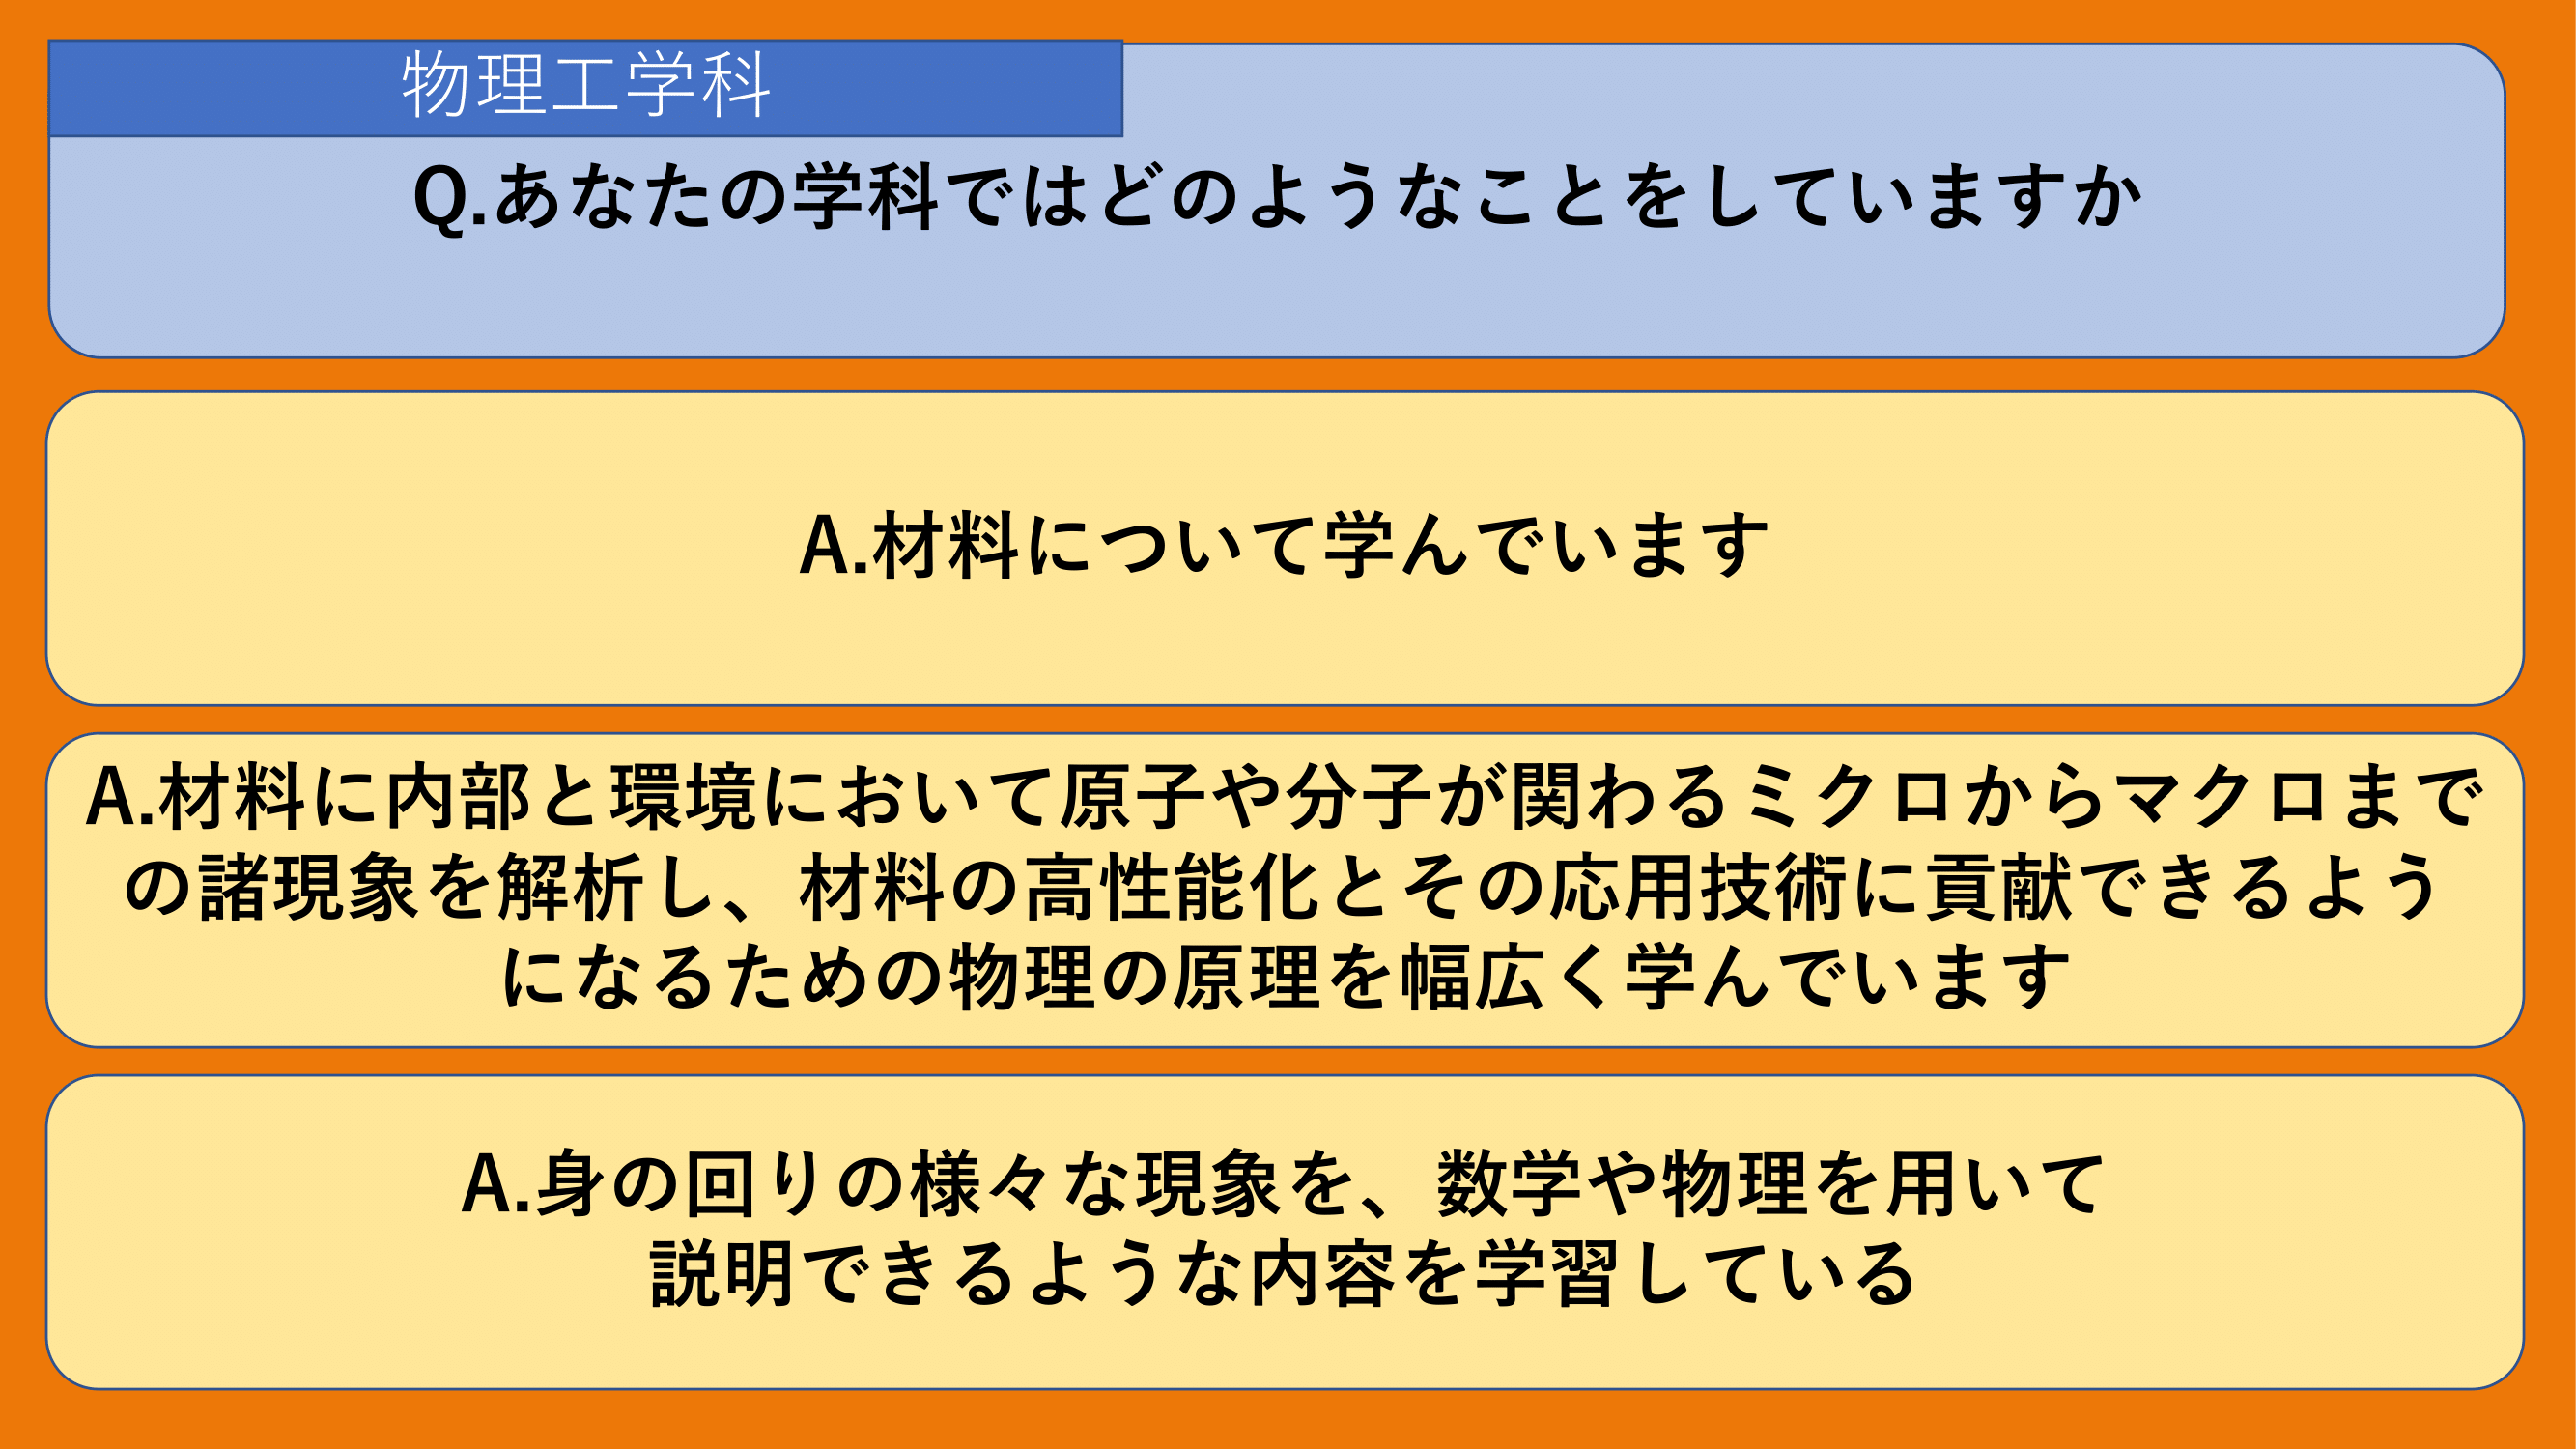 物理工学科
Q.あなたの学科ではどのようなことをしていますか
A.材料について学んでいます
A.材料に内部と環境において原子や分子が関わるミクロからマクロまで
の諸現象を解析し、材料の高性能化とその応用技術に貢献できるよう
になるための物理の原理を幅広く学んでいます
A.身の回りの様々な現象を、数学や物理を用いて
説明できるような内容を学習している